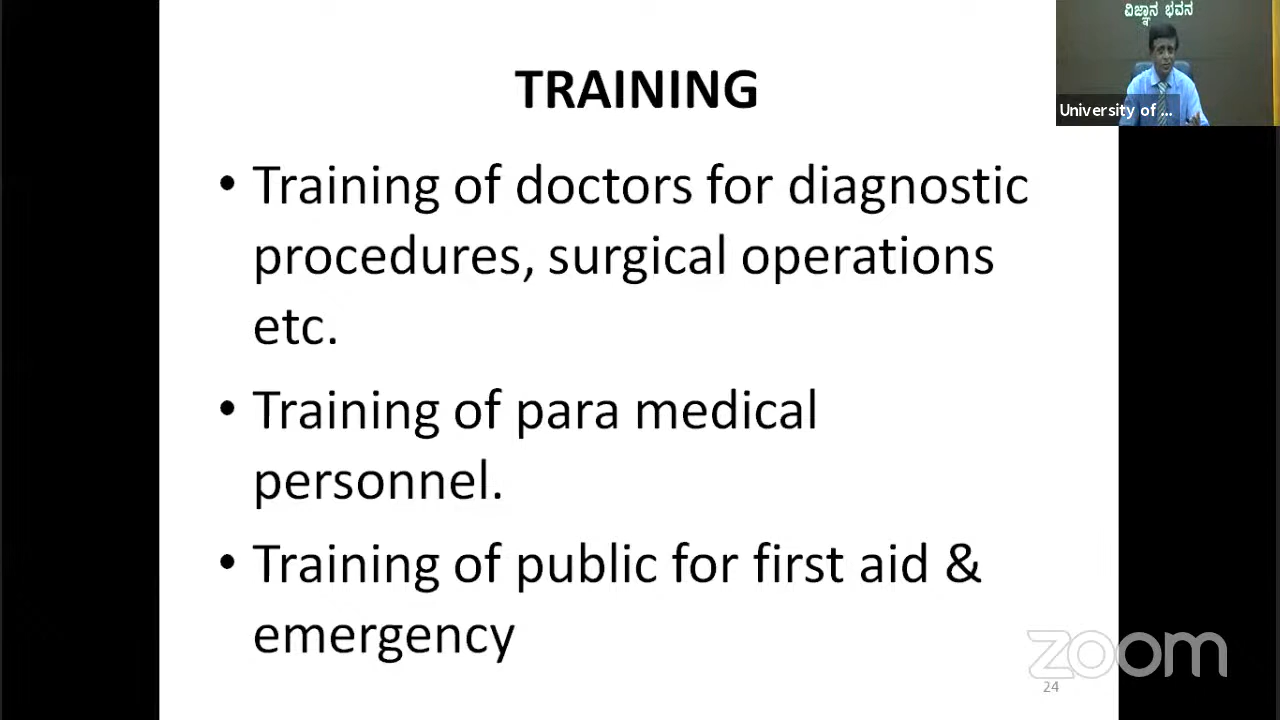 ವಿಜ್ಞಾನ ಭವನ
University of ...
TRAINING
• Training of doctors for diagnostic
procedures, surgical operations
etc.
• Training of para medical
personnel.
• Training of public for first aid &
emergency
zoom
24